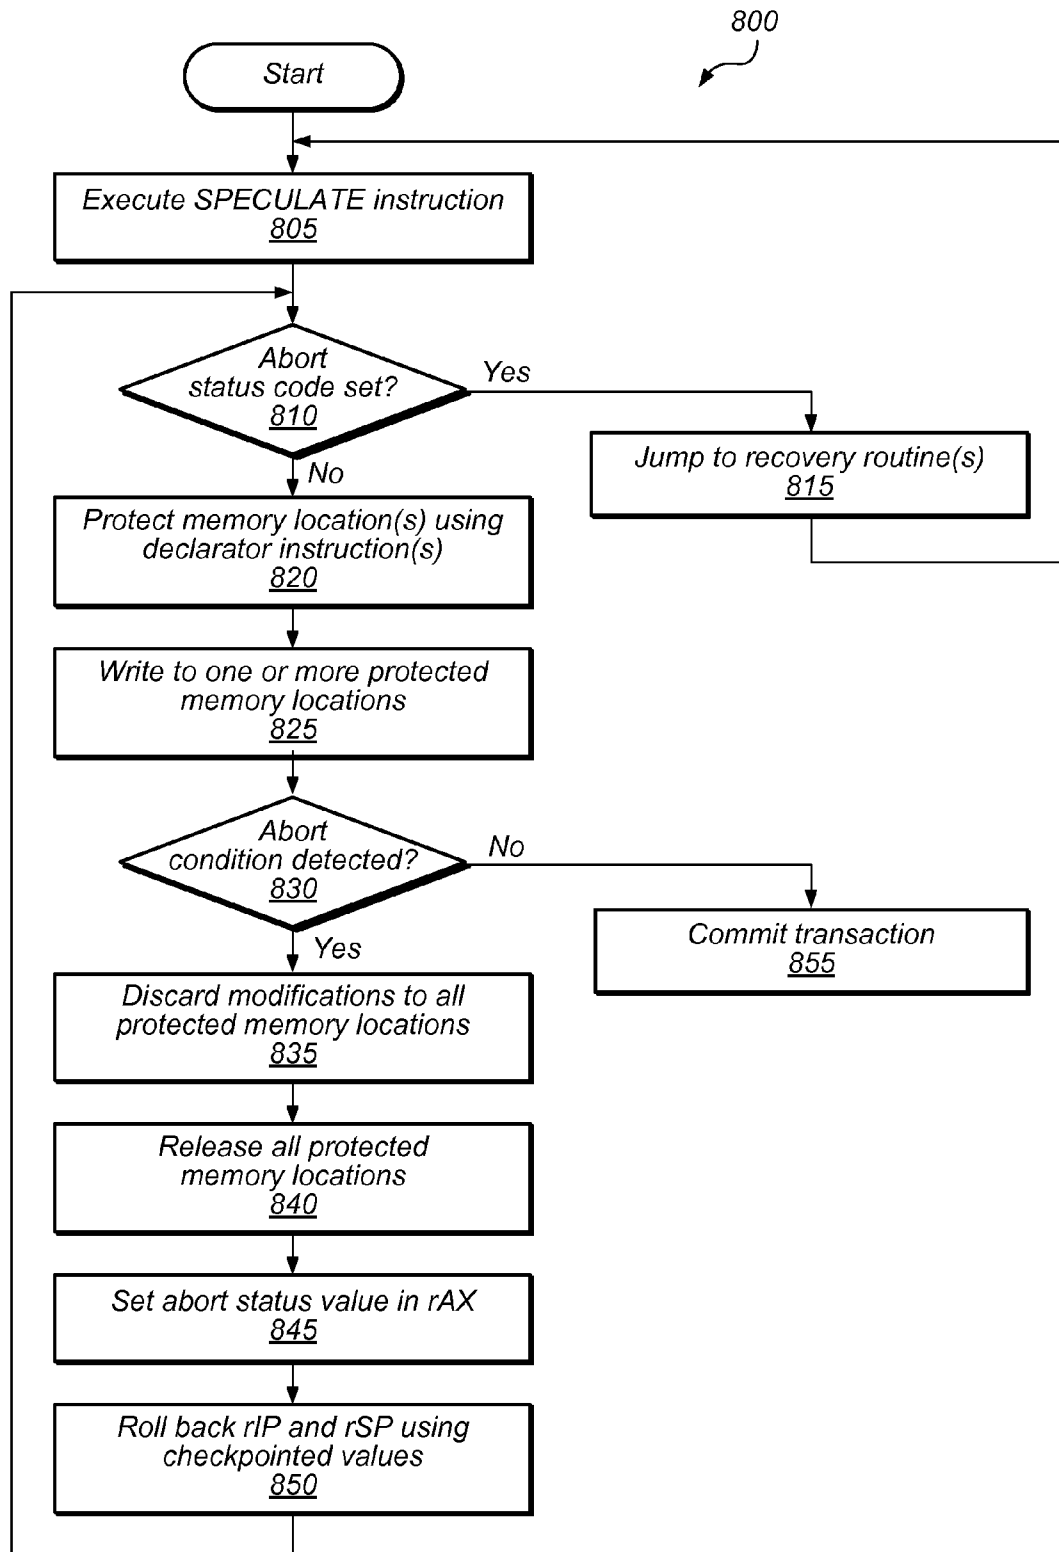 800
Start
Execute SPECULATE instruction
805
Abort
status code set?
810
Yes
No
Jump to recovery routine(s)
815
Protect memory location(s) using
declarator instruction(s)
820
Write to one or more protected
memory locations
825
Abort
condition detected?
830
No
Yes
Commit transaction
855
Discard modifications to all
protected memory locations
835
Release all protected
memory locations
840
Set abort status value in rAX
845
Roll back rIP and rSP using
checkpointed values
850